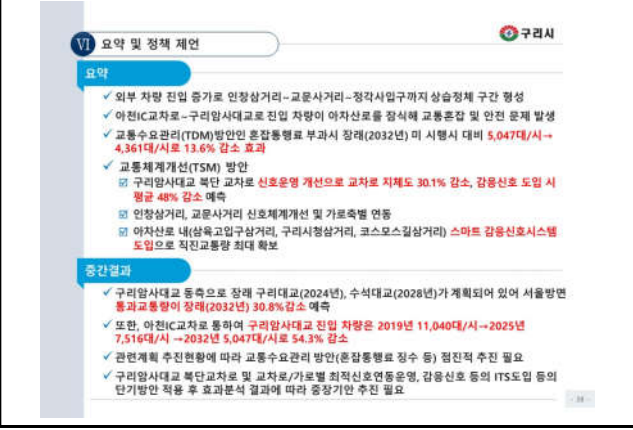 구리시
Ⅵ 요약 및 정책 제언
요약
✓ 외부 차량 진입 증가로 인창삼거리~교문사거리~정각사입구까지 상습정체 구간 형성
✓ 아천IC교차로~구리암사대교로 진입 차량이 아차산로를 잠식해 교통혼잡 및 안전 문제 발생
✓ 교통수요관리(TDM)방안인 혼잡통행료 부과시 장래(2032년) 미 시행시 대비 5,047대/시→
4,361대/시로 13.6% 감소 효과
✓ 교통체계개선(TSM) 방안
☑ 구리암사대교 북단 교차로 신호운영 개선으로 교차로 지체도 30.1% 감소, 감응신호 도입 시
평균 48% 감소 예측
☑ 인창삼거리, 교문사거리 신호체계개선 및 가로축별 연동
☑ 아차산로 내(삼육고입구삼거리, 구리시청삼거리, 코스모스길삼거리) 스마트 감응신호시스템
도입으로 직진교통량 최대 확보
중간결과
✓ 구리암사대교 동측으로 장래 구리대교(2024년), 수석대교(2028년)가 계획되어 있어 서울방면
통과교통량이 장래(2032년) 30.8%감소 예측
✓ 또한, 아천IC교차로 통하여 구리암사대교 진입 차량은 2019년 11,040대/시→2025년
7,516대/시 →2032년 5,047대/시로 54.3% 감소
✓ 관련계획 추진현황에 따라 교통수요관리 방안(혼잡통행료 징수 등) 점진적 추진 필요
✓ 구리암사대교 북단교차로 및 교차로/가로별 최적신호연동운영, 감응신호 등의 ITS도입 등의
단기방안 적용 후 효과분석 결과에 따라 중장기안 추진 필요